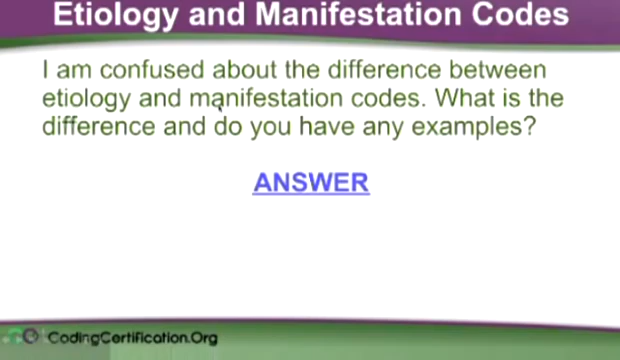 Etiology and Manifestation Codes
I am confused about the difference between
etiology and manifestation codes. What is the
difference and do you have any examples?
ANSWER
CodingCertification.Org